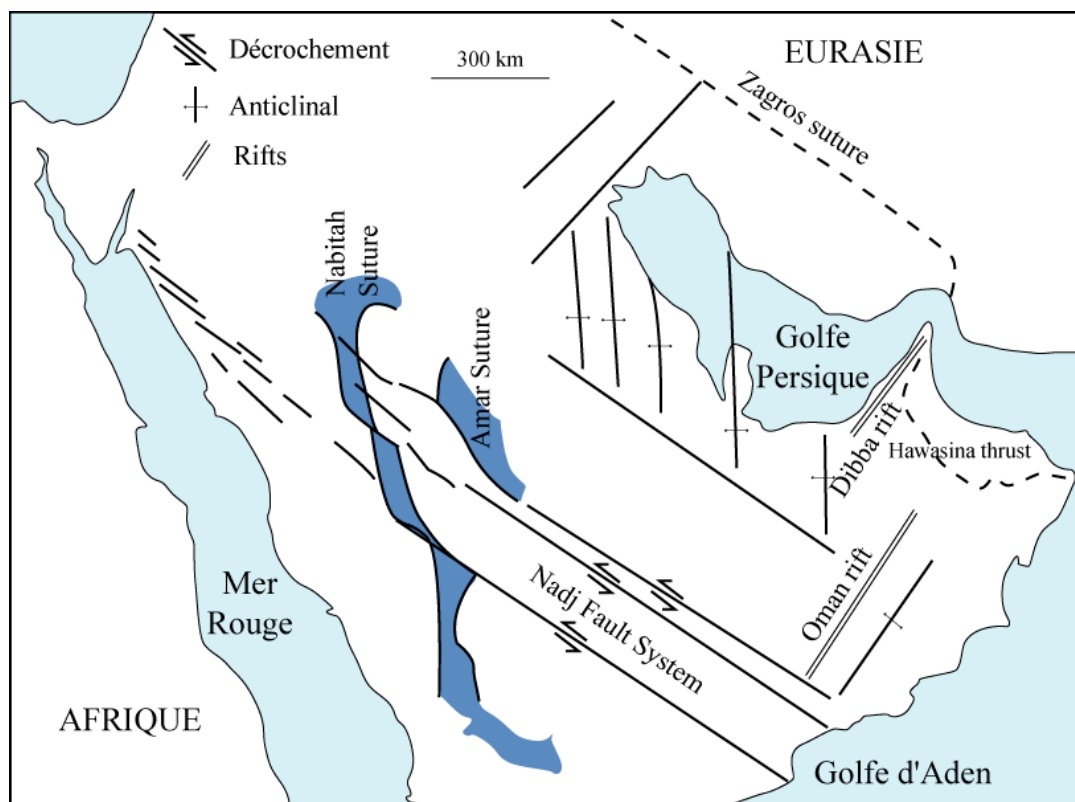 Décrochement
300 km
EURASIE
Anticlinal
Rifts
Zagros suture
Nabitah
Suture
Amar Suture
Golfe
Persique
Dibba rift
Hawasina thrust
Mer
Rouge
Nadj Fault System
Oman rift
AFRIQUE
Golfe d'Aden